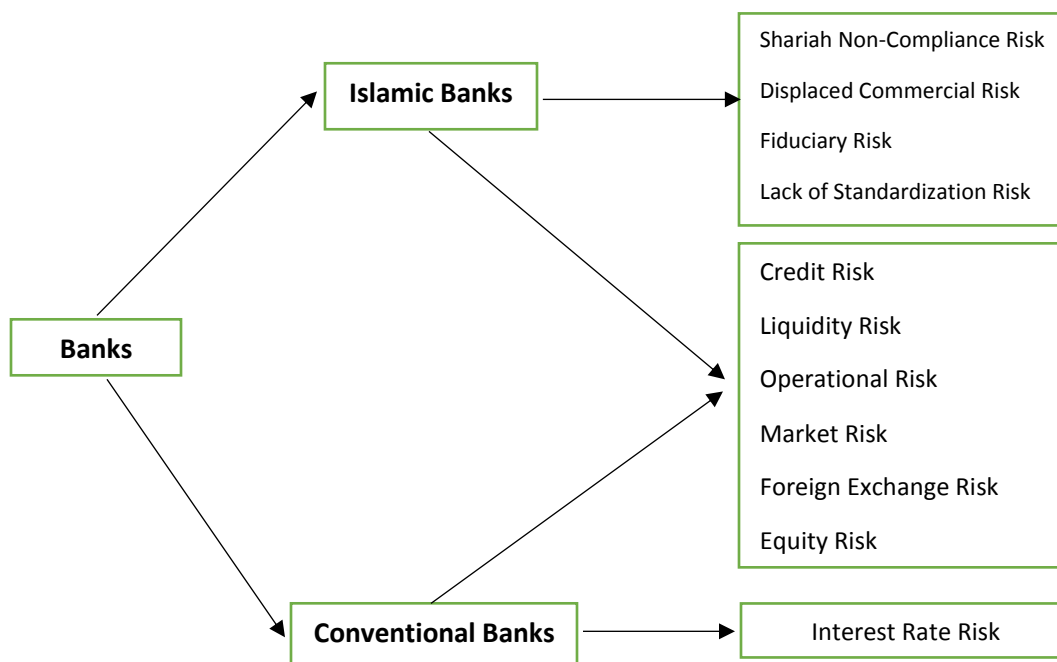 Banks
Islamic Banks
Conventional Banks
Shariah Non-Compliance Risk
Displaced Commercial Risk
Fiduciary Risk
Lack of Standardization Risk
Credit Risk
Liquidity Risk
Operational Risk
Market Risk
Foreign Exchange Risk
Equity Risk
Interest Rate Risk